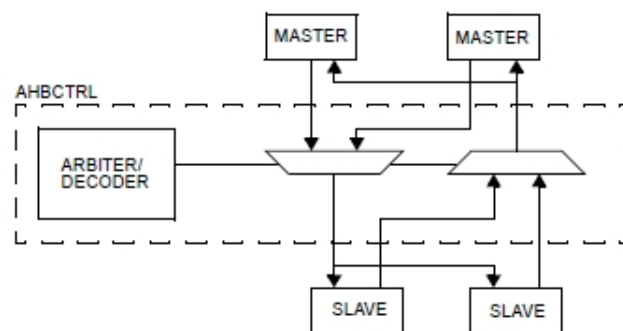 MASTER
MASTER
AHBCTRL
ARBITER/
DECODER
SLAVE
SLAVE